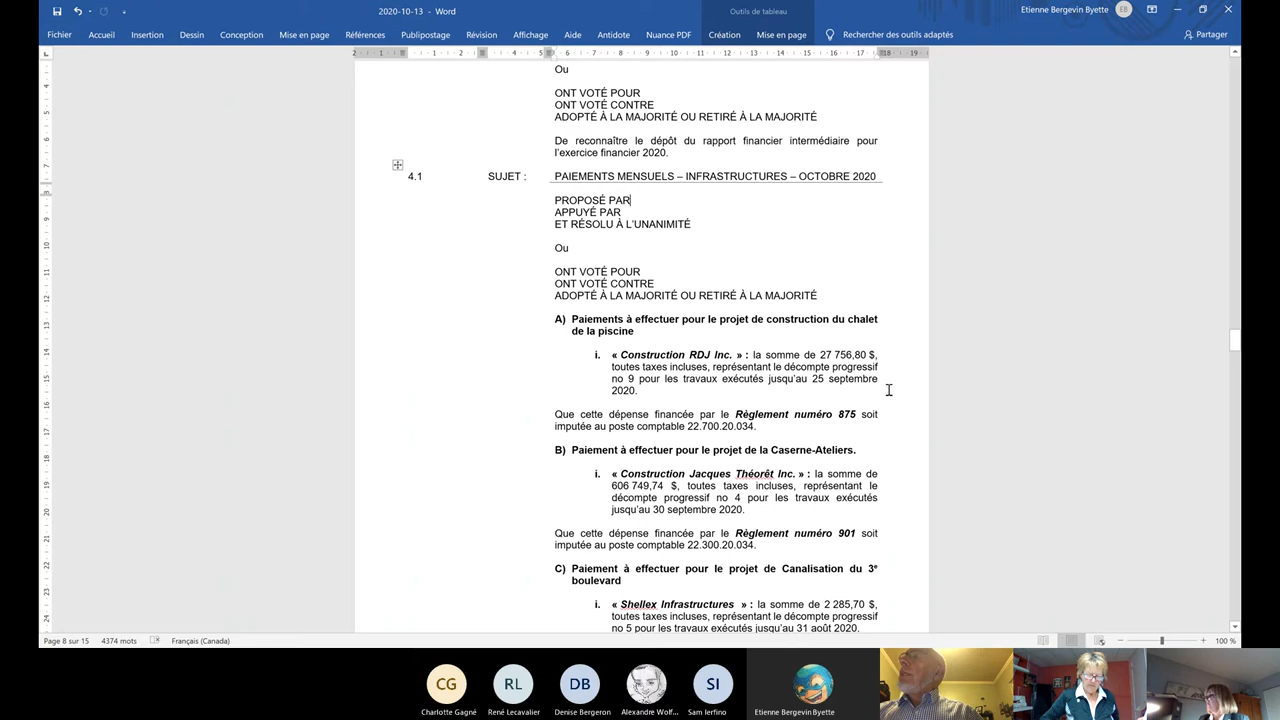 2020-10-13 - Word
Outils de tableau
Etienne Bergevin Byette
EB
Fichier Accueil Insertion Dessin Conception Mise en page Références Publipostage Révision Affichage Aide Antidote Nuance PDF Création Mise en page Rechercher des outils adaptés Partager
Ou
ONT VOTÉ POUR
ONT VOTÉ CONTRE
ADOPTÉ À LA MAJORITÉ OU RETIRÉ À LA MAJORITÉ
De reconnaître le dépôt du rapport financier intermédiaire pour
l'exercice financier 2020.
4.1 SUJET : PAIEMENTS MENSUELS – INFRASTRUCTURES – OCTOBRE 2020
PROPOSÉ PAR
APPUYÉ PAR
ET RÉSOLU À L'UNANIMITÉ
Ou
ONT VOTÉ POUR
ONT VOTÉ CONTRE
ADOPTÉ À LA MAJORITÉ OU RETIRÉ À LA MAJORITÉ
A) Paiements à effectuer pour le projet de construction du chalet
de la piscine
i. « Construction RDJ Inc. » : la somme de 27 756,80 $,
toutes taxes incluses, représentant le décompte progressif
no 9 pour les travaux exécutés jusqu'au 25 septembre
2020.
Que cette dépense financée par le Règlement numéro 875 soit
imputée au poste comptable 22.700.20.034.
B) Paiement à effectuer pour le projet de la Caserne-Ateliers.
i. « Construction Jacques Théorêt Inc. » : la somme de
606 749,74 $, toutes taxes incluses, représentant le
décompte progressif no 4 pour les travaux exécutés
jusqu'au 30 septembre 2020.
Que cette dépense financée par le Règlement numéro 901 soit
imputée au poste comptable 22.300.20.034.
C) Paiement à effectuer pour le projet de Canalisation du 3e
boulevard
i. « Shellex Infrastructures » : la somme de 2 285,70 $,
toutes taxes incluses, représentant le décompte progressif
no 5 pour les travaux exécutés jusqu'au 31 août 2020.
Page 8 sur 15 4374 mots Français (Canada) 100 %
CG RL DB SI
Charlotte Gagné René Lecavalier Denise Bergeron Alexandre Wolf... Sam Ierfino Etienne Bergevin Byette